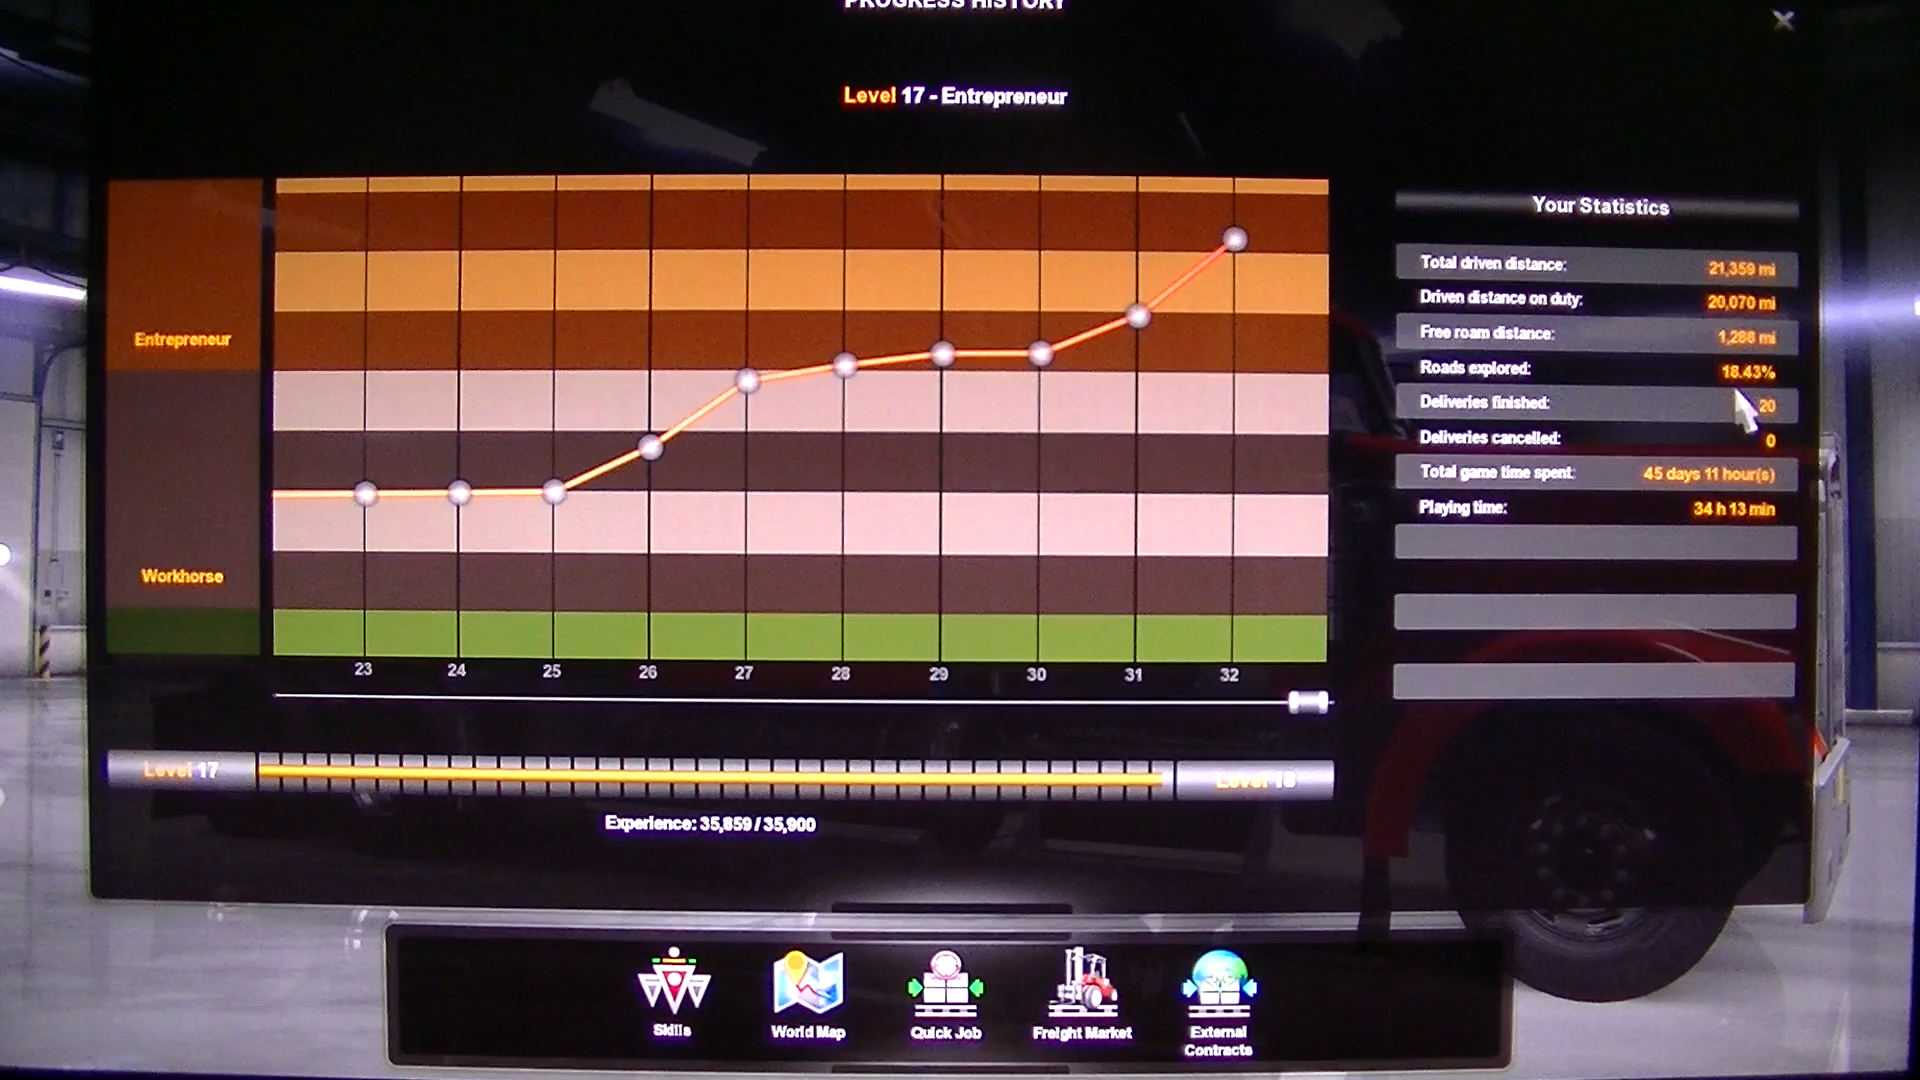 PROGRESS HISTORY
Level 17 - Entrepreneur
Entrepreneur
Workhorse
23 24 25 26 27 28 29 30 31 32
Level 17
Level 18
Experience: 35,859 / 35,900
Your Statistics
Total driven distance: 21,359 mi
Driven distance on duty: 20,070 mi
Free roam distance: 1,288 mi
Roads explored: 18.43%
Deliveries finished: 20
Deliveries cancelled: 0
Total game time spent: 45 days 11 hour(s)
Playing time: 34 h 13 min
Skills
World Map
Quick Job
Freight Market
External
Contracts